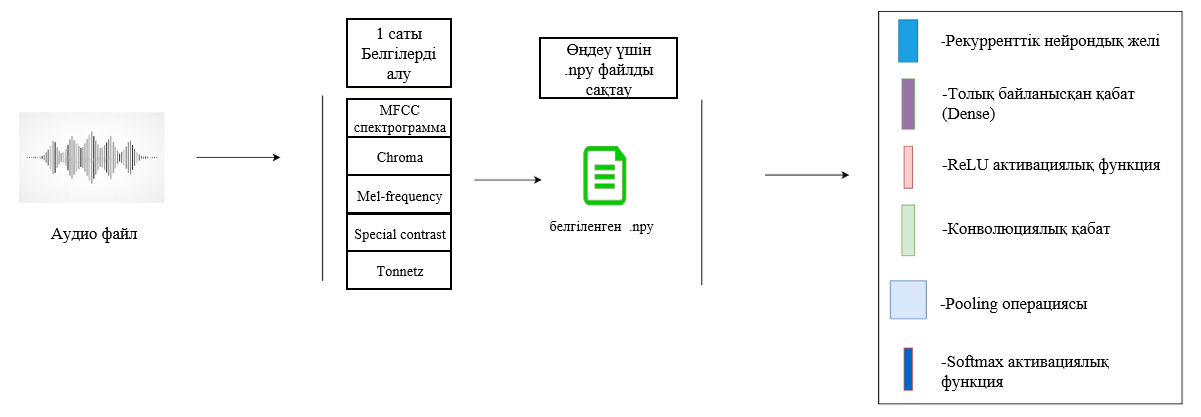 Аудио файл
1 саты
Белгілерді
алу
MFCC
спектрограмма
Chroma
Mel-frequency
Special contrast
Tonnetz
Өңдеу үшін
.npy файлды
сақтау
белгіленген .npy
-Рекурренттік нейрондық желі
-Толық байланысқан қабат
(Dense)
-ReLU активациялық функция
-Конволюциялық қабат
-Pooling операциясы
-Softmax активациялық
функция